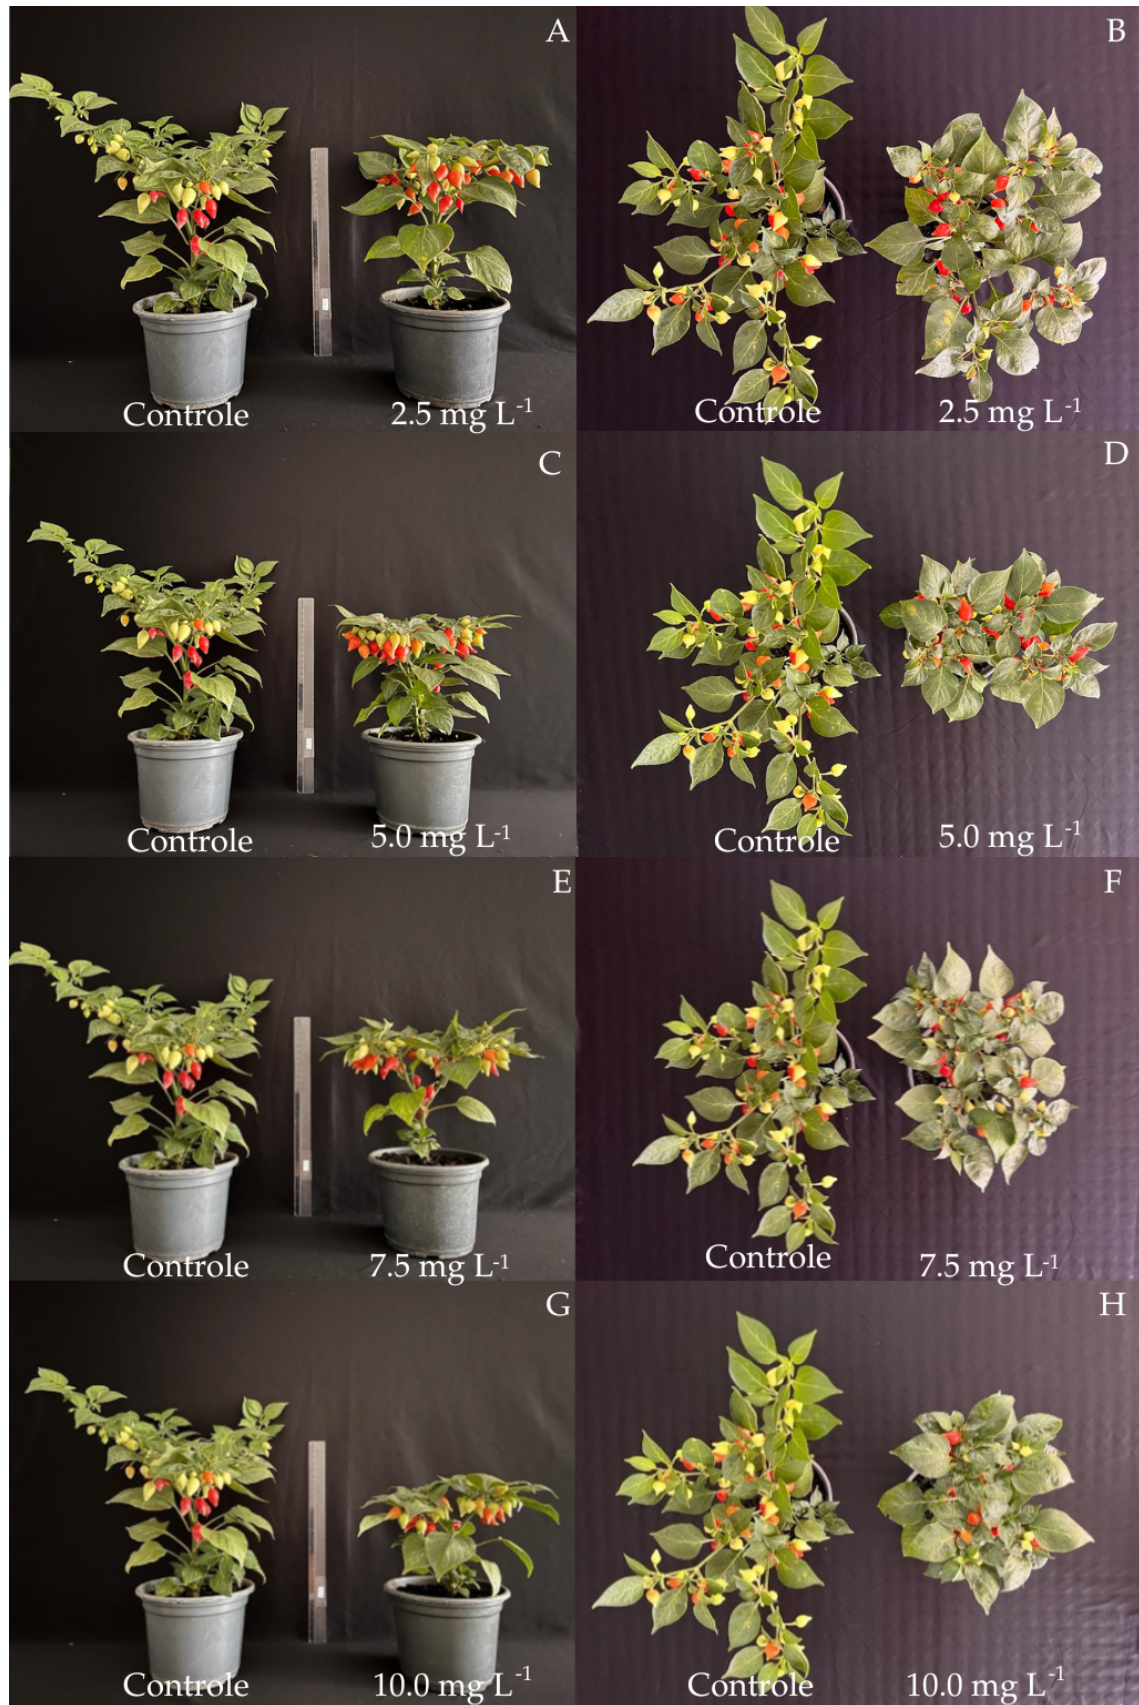 A
B
Controle
2.5 mg L-1
Controle
2.5 mg L-1
C
D
Controle
5.0 mg L-1
Controle
5.0 mg L-1
E
F
Controle
7.5 mg L-1
Controle
7.5 mg L-1
G
H
Controle
10.0 mg L-1
Controle
10.0 mg L-1